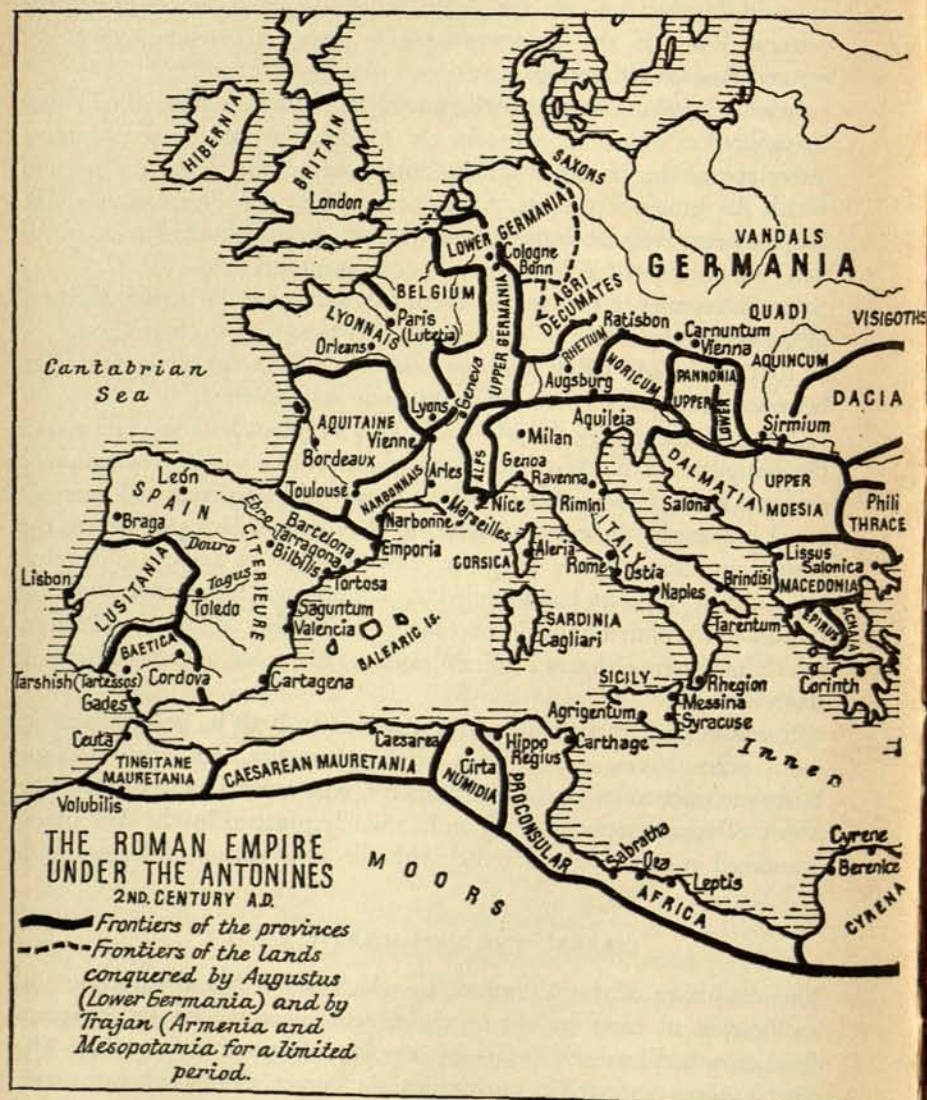 HIBERNIA
BRITAIN
London
SAXONS
LOWER GERMANIA
Cologne
Bonn
VANDALS
GERMANIA
BELGIUM
AGRI
DECUMATES
QUADI
VISIGOTHS
LYONNAIS
Paris
(Lutetia)
Orleans
UPPER GERMANIA
RHETIUM
Ratisbon
Carnuntum
Vienna
AQUINCUM
Cantabrian
Sea
Geneva
Augsburg
MORICUM
PANNONIA
UPPER
LOWER
DACIA
AQUITAINE
Lyons
Vienne
Bordeaux
ALPS
Milan
Aquileia
Sirmium
Toulouse
NARBONNAIS
Arles
Genoa
Ravenna
DALMATIA
UPPER
MOESIA
León
SPAIN
CITERIEURE
Ebne
Barcelona
Tarragona
Bilbilis
Narbonne
Marseilles
Nice
Rimini
ITALY
Salona
Phili
THRACE
Braga
Douro
Emporia
CORSICA
Aleria
Rome
Ostia
Lissus
Salonica
MACEDONIA
Lisbon
LUSITANIA
Tagus
Toledo
Tortosa
Saguntum
Valencia
BALEARIC Is.
SARDINIA
Cagliari
Naples
Brindisi
Tarentum
EPIRUS
ACHAIA
BAETICA
Tarshish (Tartessos)
Cordova
Gades
Cartagena
SICILY
Rhegion
Messina
Agrigentum
Syracuse
Corinth
Ceuta
TINGITANE
MAURETANIA
CAESAREAN MAURETANIA
Caesarea
Cirta
NUMIDIA
Hippo
Regius
Carthage
Inner
Volubilis
PROCONSULAR
AFRICA
Sabratha
Oea
Leptis
Cyrene
Berenice
CYRENA
MOORS
THE ROMAN EMPIRE
UNDER THE ANTONINES
2ND. CENTURY A.D.
Frontiers of the provinces
Frontiers of the lands
conquered by Augustus
(Lower Germania) and by
Trajan (Armenia and
Mesopotamia for a limited
period.